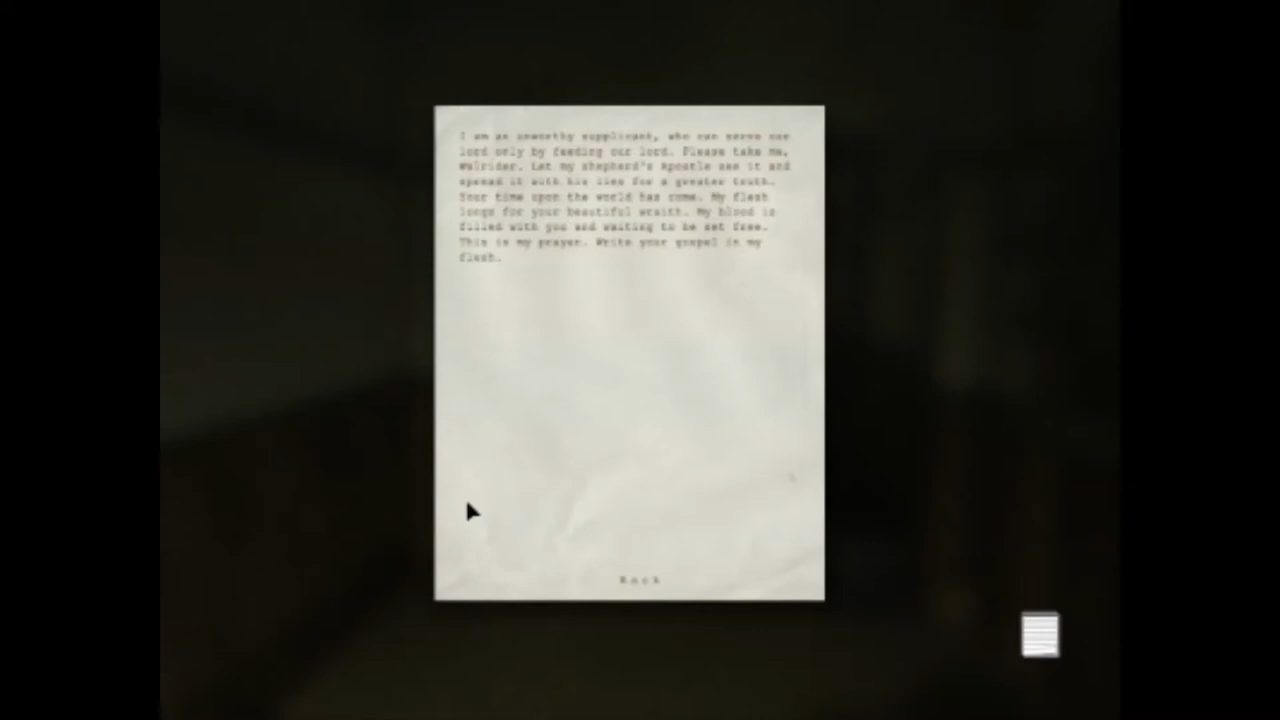 I am an unworthy supplicant, who can serve our
lord only by feeding our lord. Please take me,
Walrider. Let my shepherd's Apostle see it and
spread it with his lies for a greater truth.
Your time upon the world has come. My flesh
longs for your beautiful wraith. My blood is
filled with you and waiting to be set free.
This is my prayer. Write your gospel in my
flesh.
Back